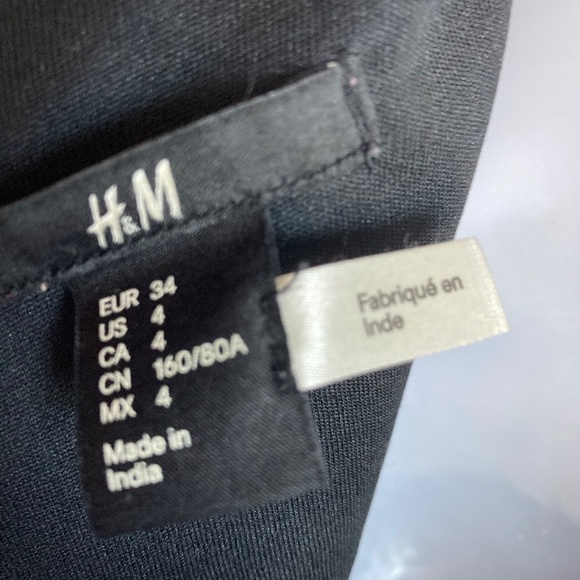 H&M
EUR 34
US 4
CA 4
CN 160/80A
MX 4
Made in
India
Fabriqué en
Inde